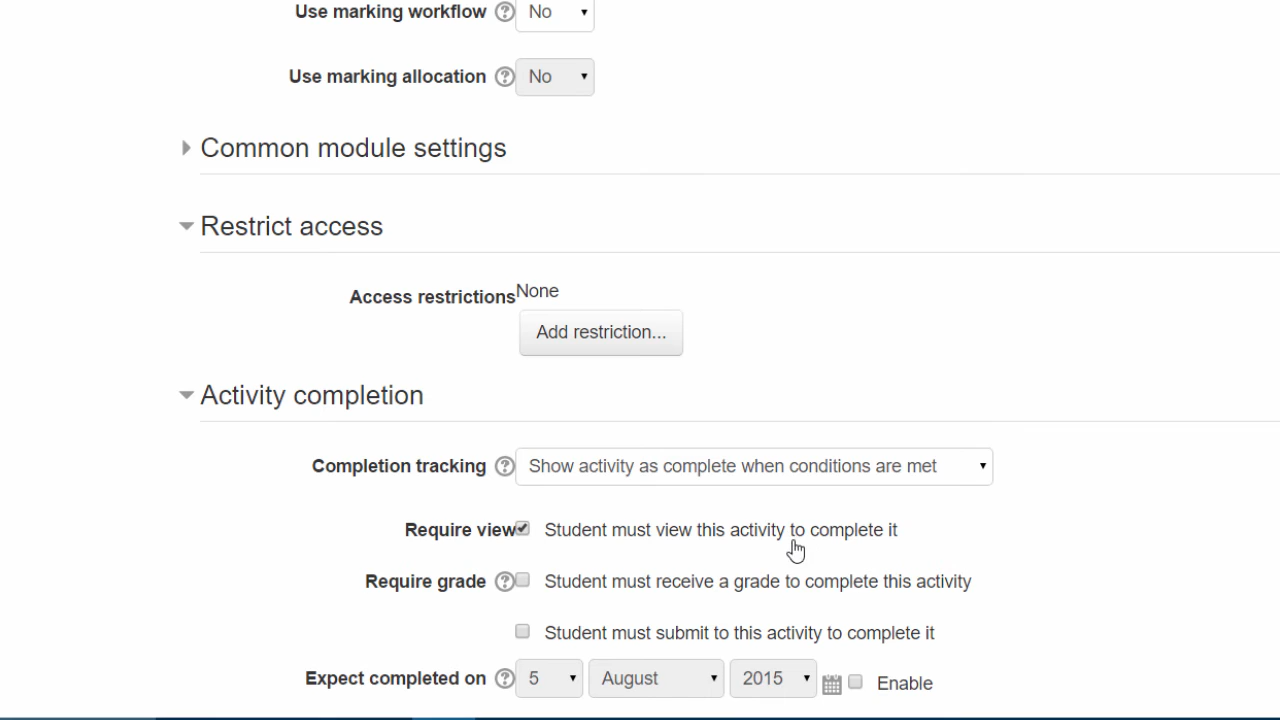 Use marking workflow ? No
Use marking allocation ? No
Common module settings
Restrict access
Access restrictions None
Add restriction...
Activity completion
Completion tracking ? Show activity as complete when conditions are met
Require view Student must view this activity to complete it
Require grade ? Student must receive a grade to complete this activity
Student must submit to this activity to complete it
Expect completed on ? 5 August 2015 Enable